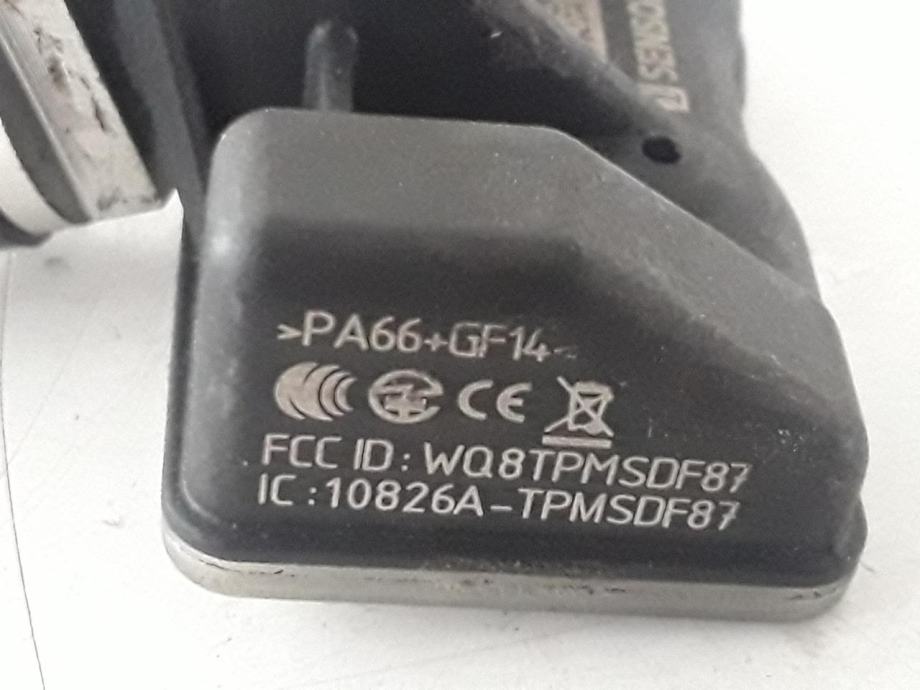 >PA66+GF14<
CE
FCC ID: WQ8TPMSDF87
IC:10826A-TPMSDF87